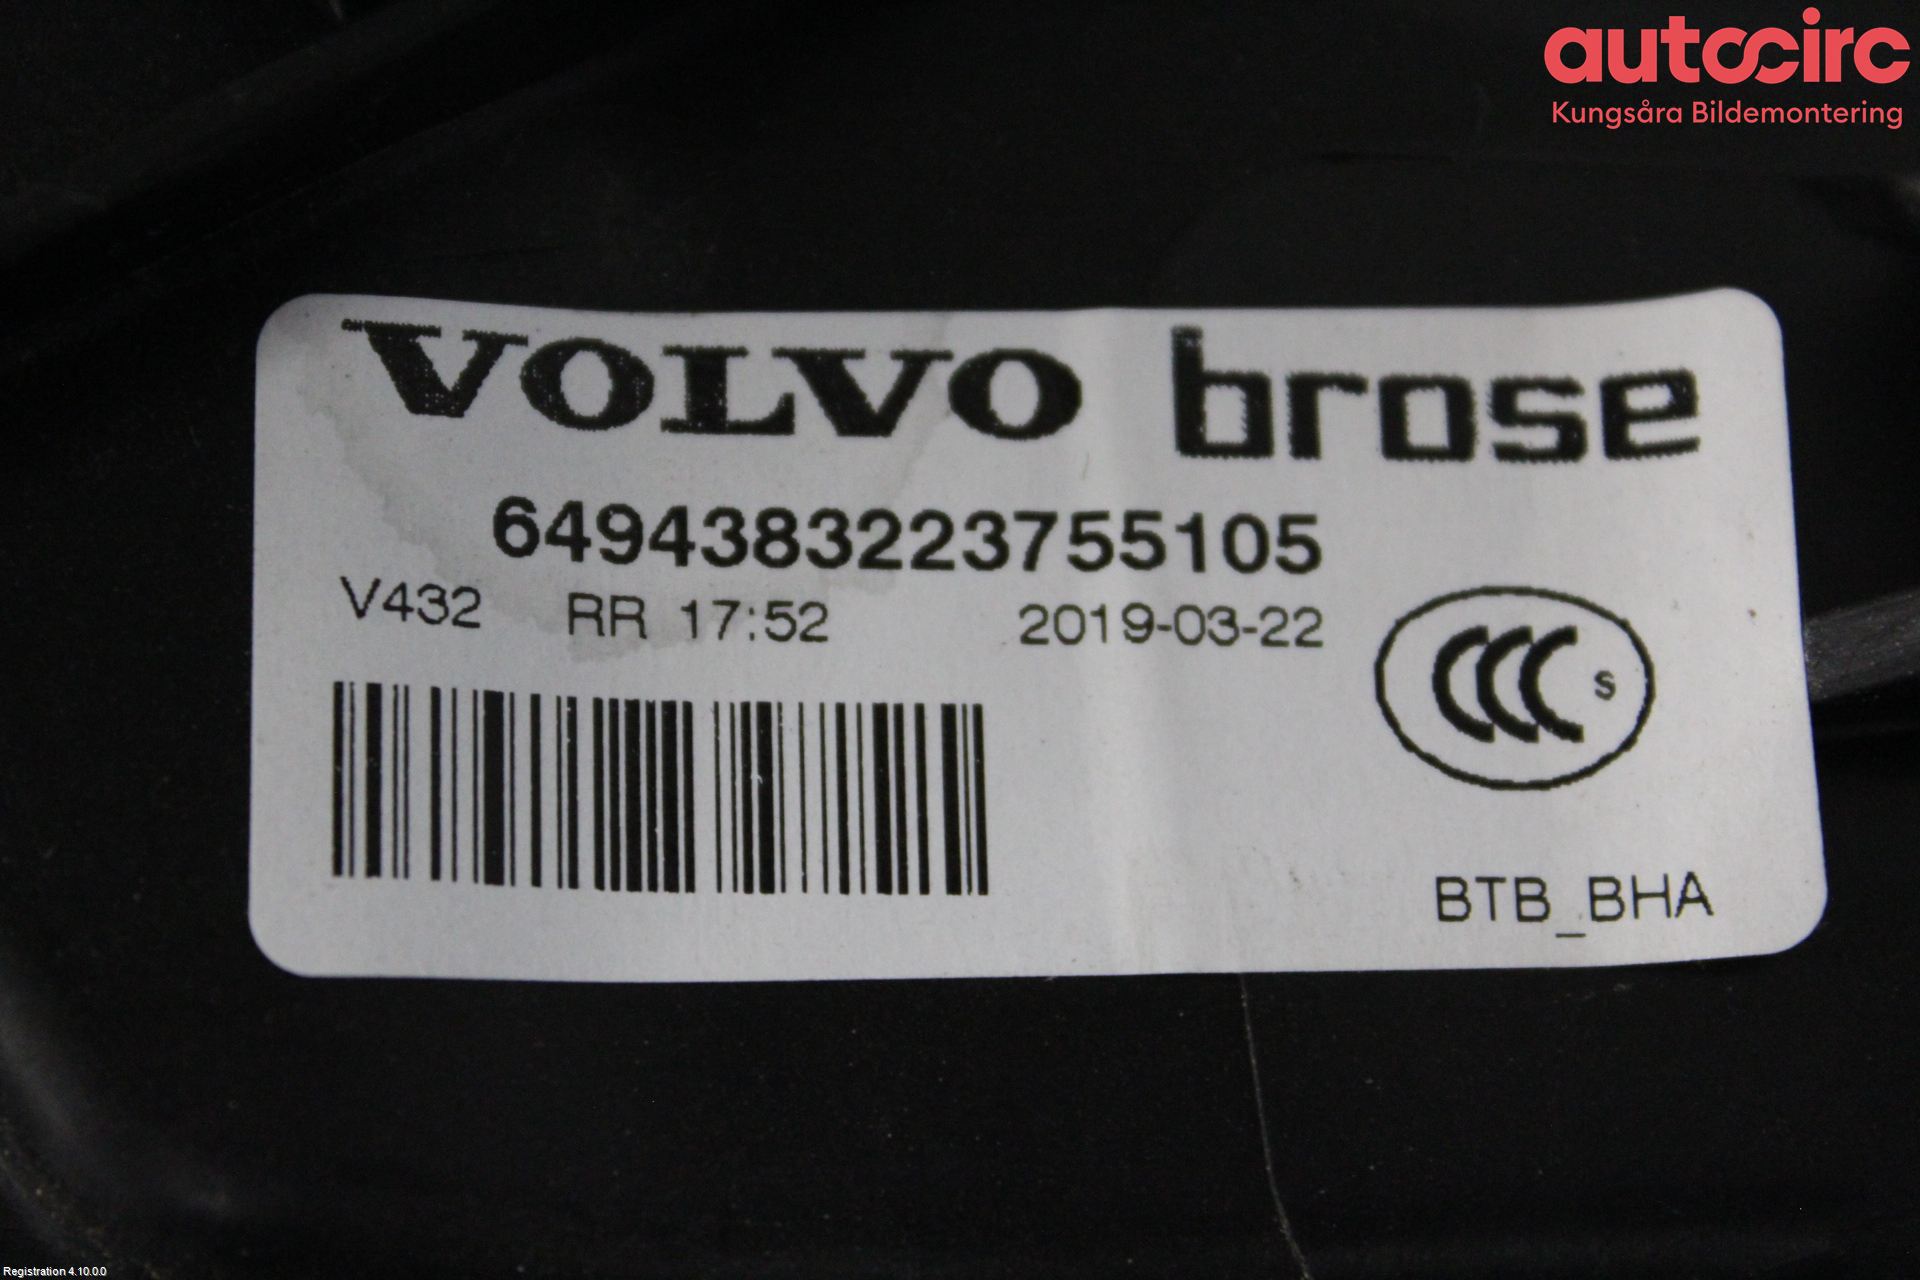 autocirc
Kungsåra Bildemontering
VOLVO brose
6494383223755105
V432 RR 17:52 2019-03-22
CCC S
BTB_BHA
Registration 4.10.0.0